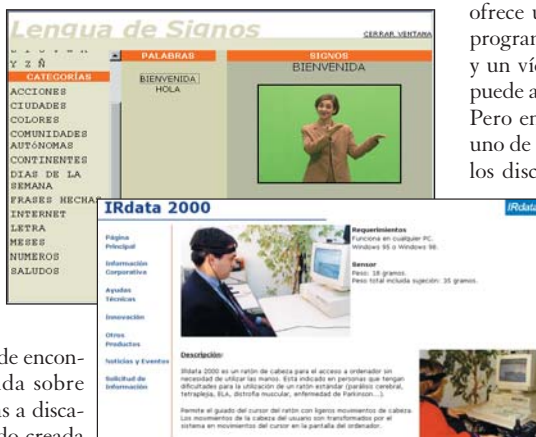 Lengua de Signos
CERRAR VENTANA
Y Z Ñ
CATEGORÍAS
ACCIONES
CIUDADES
COLORES
COMUNIDADES
AUTÓNOMAS
CONTINENTES
DIAS DE LA
SEMANA
FRASES HECHAS
INTERNET
LETRA
MESES
NUMEROS
SALUDOS
PALABRAS
BIENVENIDA
HOLA
SIGNOS
BIENVENIDA
ofrece u
program
y un víc
puede a
Pero en
uno de
los disc
IRdata 2000
IRdata
Página
Principal
Información
Corporativa
Ayudas
Técnicas
Innovación
Otros
Productos
Noticias y Eventos
Solicitud de
Información
Requerimientos
Funciona en cualquier PC.
Windows 95 o Windows 98.
Sensor
Peso: 18 gramos.
Peso total incluida sujeción: 35 gramos.
Descripción:
IRdata 2000 es un ratón de cabeza para el acceso a ordenador sin
necesidad de utilizar las manos. Está indicado en personas que tengan
dificultades para la utilización de un ratón estándar (parálisis cerebral,
tetraplejia, ELA, distrofia muscular, enfermedad de Parkinson...).
Permite el guiado del cursor del ratón con ligeros movimientos de cabeza.
Los movimientos de la cabeza del usuario son transformados por el
sistema en movimientos del cursor en la pantalla del ordenador.
de encon-
da sobre
as a disca-
do creada